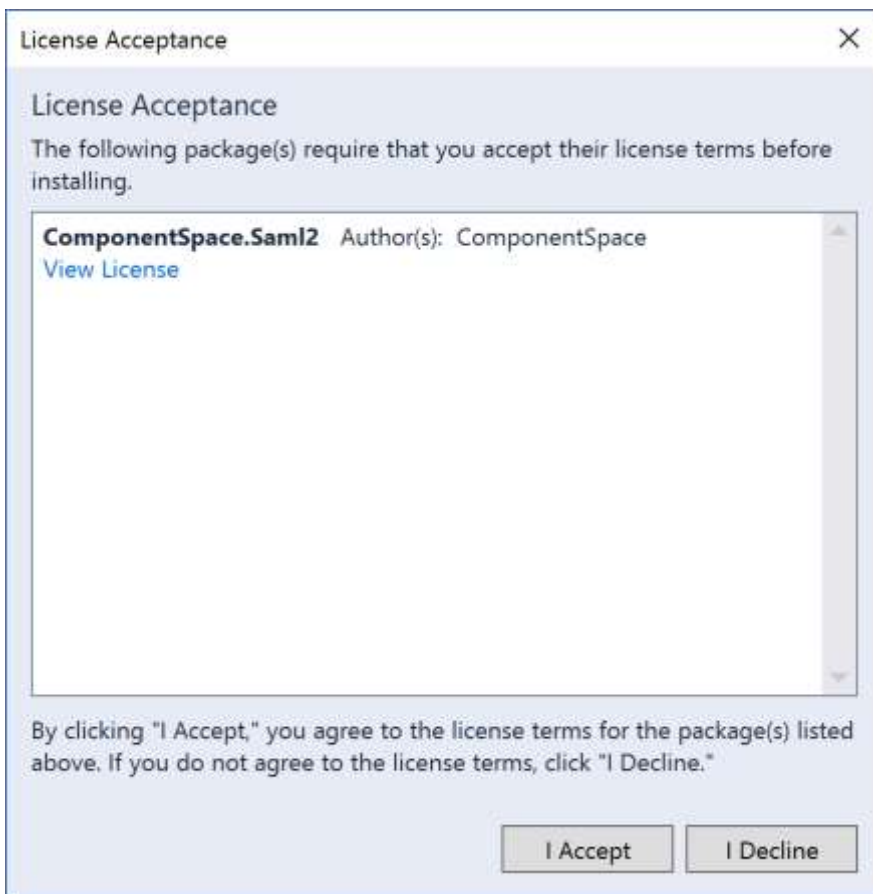 License Acceptance
License Acceptance
The following package(s) require that you accept their license terms before
installing.
ComponentSpace.Saml2 Author(s): ComponentSpace
View License
By clicking "I Accept," you agree to the license terms for the package(s) listed
above. If you do not agree to the license terms, click "I Decline."
I Accept I Decline